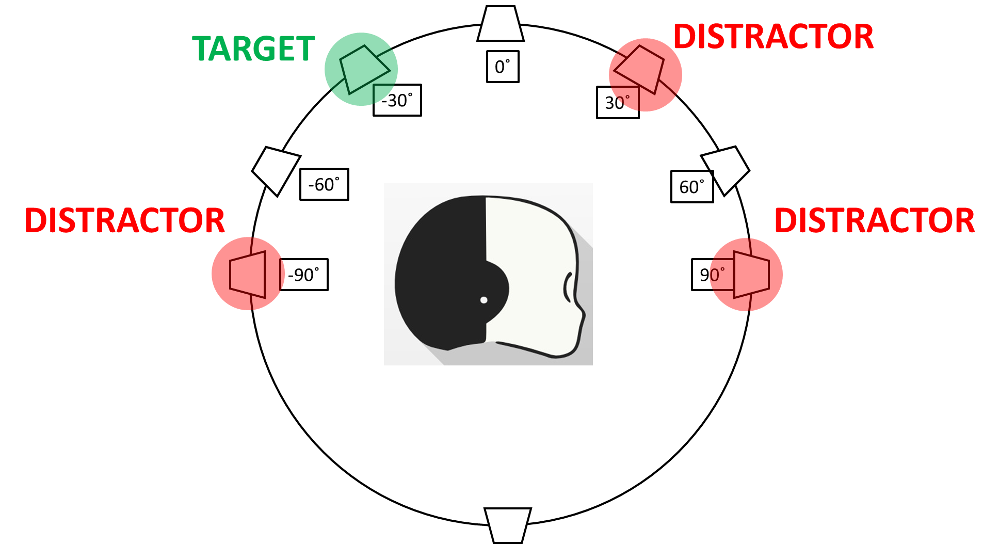 TARGET
DISTRACTOR
0˚
-30˚
30˚
-60˚
60˚
DISTRACTOR
DISTRACTOR
-90˚
90˚